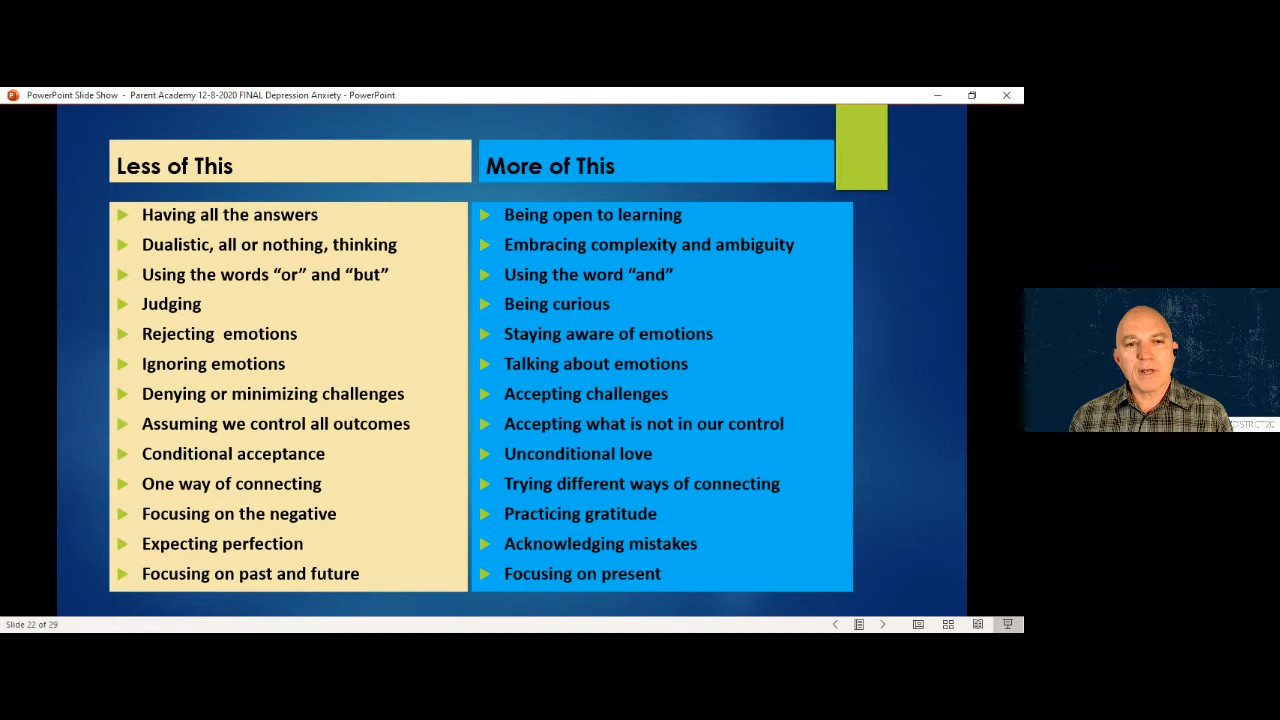 PowerPoint Slide Show - Parent Academy 12-8-2020 FINAL Depression Anxiety - PowerPoint
Less of This
Having all the answers
Dualistic, all or nothing, thinking
Using the words “or” and “but”
Judging
Rejecting emotions
Ignoring emotions
Denying or minimizing challenges
Assuming we control all outcomes
Conditional acceptance
One way of connecting
Focusing on the negative
Expecting perfection
Focusing on past and future
More of This
Being open to learning
Embracing complexity and ambiguity
Using the word “and”
Being curious
Staying aware of emotions
Talking about emotions
Accepting challenges
Accepting what is not in our control
Unconditional love
Trying different ways of connecting
Practicing gratitude
Acknowledging mistakes
Focusing on present
Slide 22 of 29